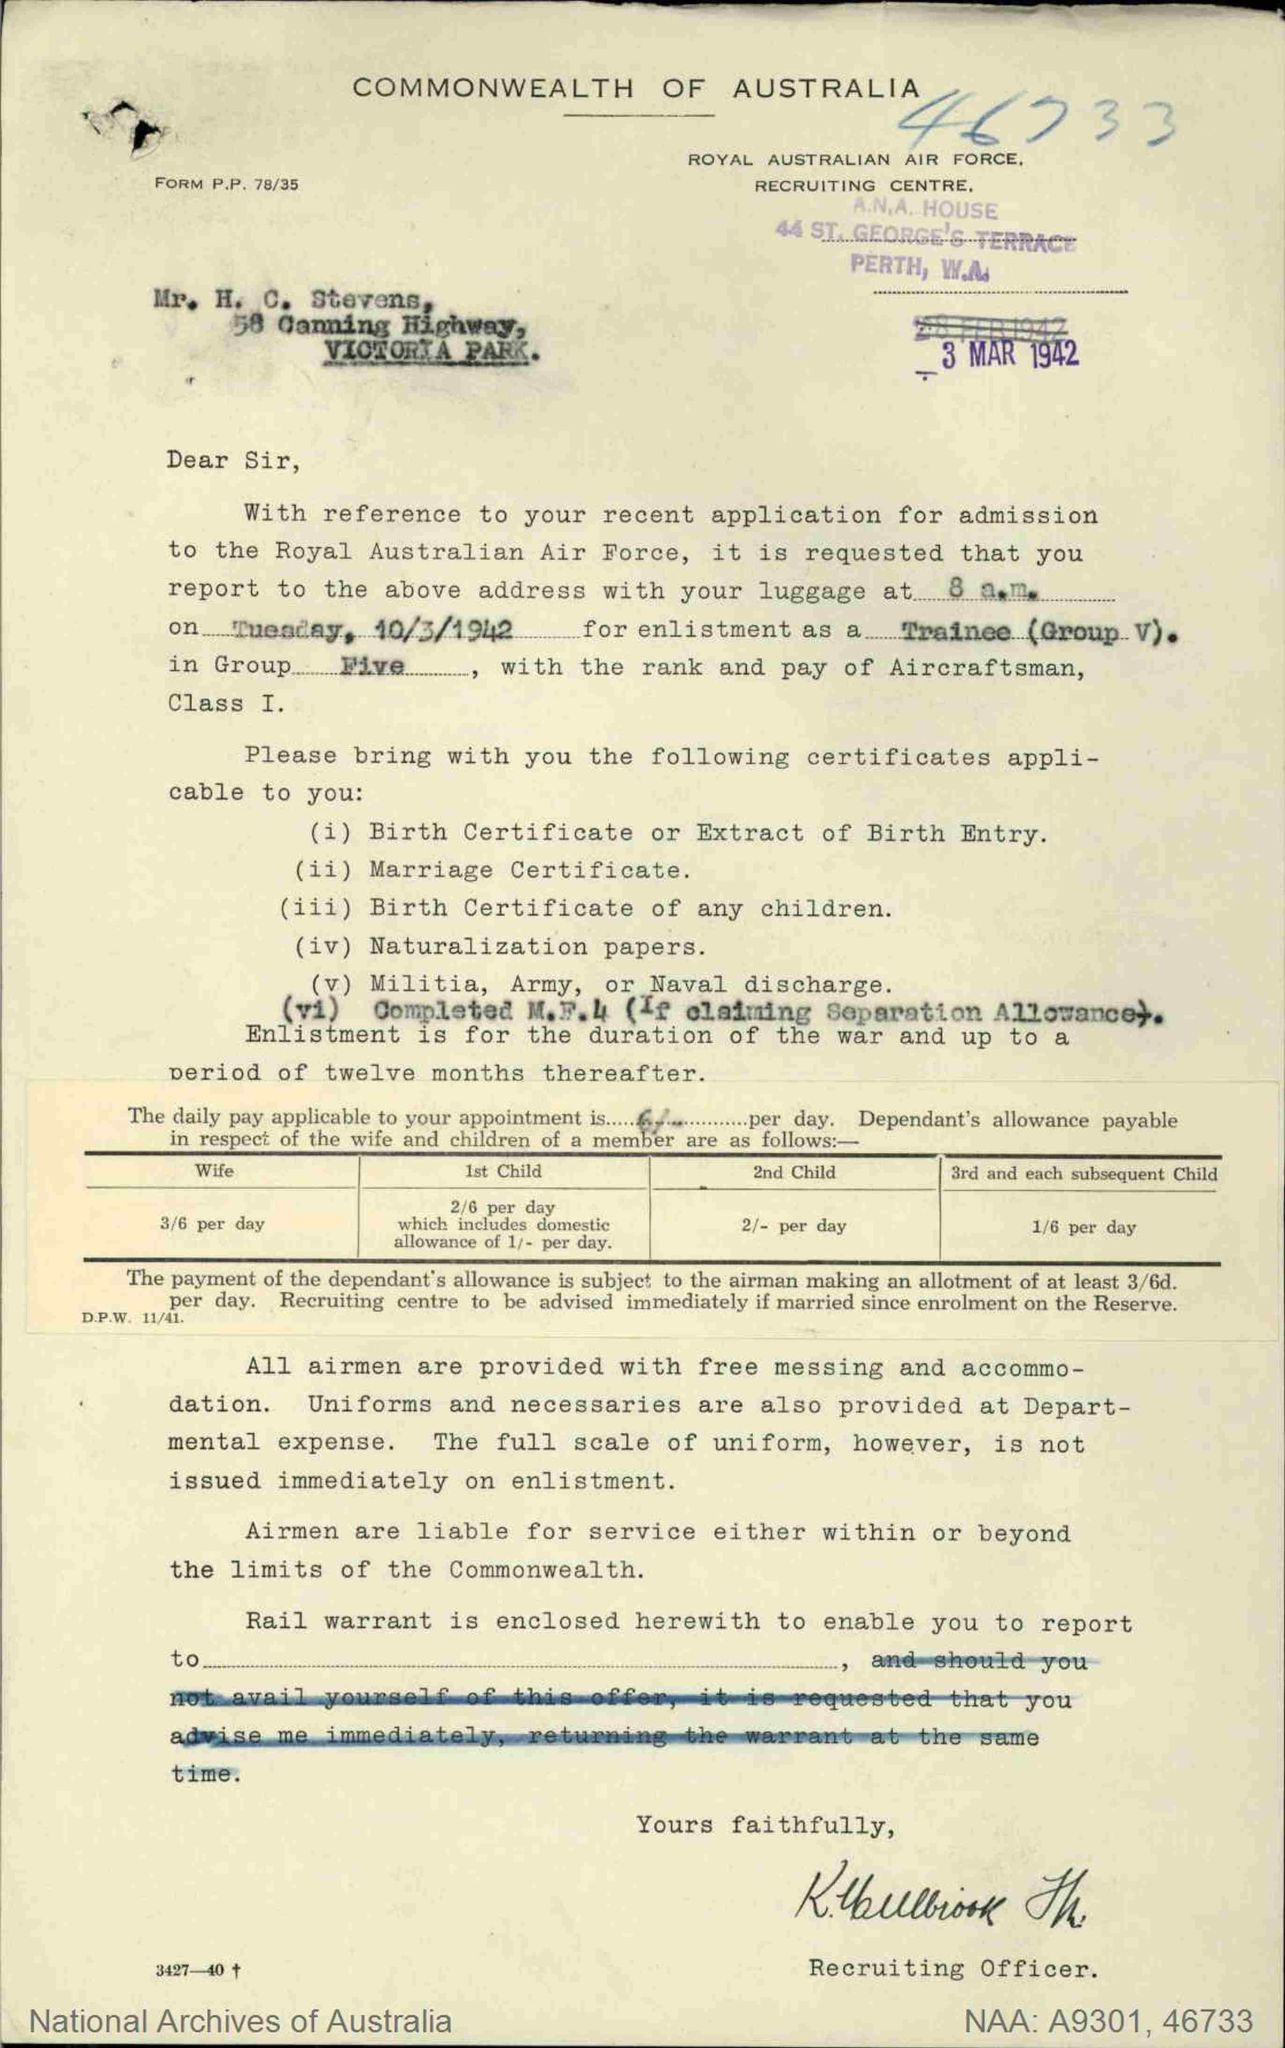 COMMONWEALTH OF AUSTRALIA
46733
ROYAL AUSTRALIAN AIR FORCE,
FORM P.P. 78/35
RECRUITING CENTRE,
A.N.A. HOUSE
44 ST. GEORGE'S TERRACE
PERTH, W.A.
Mr. H. C. Stevens,
58 Canning Highway,
VICTORIA PARK.
28 FEB 1942
3 MAR 1942
Dear Sir,
With reference to your recent application for admission
to the Royal Australian Air Force, it is requested that you
report to the above address with your luggage at 8 a.m.
on Tuesday, 10/3/1942 for enlistment as a Trainee (Group V).
in Group Five, with the rank and pay of Aircraftsman,
Class I.
Please bring with you the following certificates appli-
cable to you:
(i) Birth Certificate or Extract of Birth Entry.
(ii) Marriage Certificate.
(iii) Birth Certificate of any children.
(iv) Naturalization papers.
(v) Militia, Army, or Naval discharge.
(vi) Completed M.F.4 (If claiming Separation Allowance).
Enlistment is for the duration of the war and up to a
period of twelve months thereafter.
The daily pay applicable to your appointment is.....6/-...........per day. Dependant's allowance payable
in respect of the wife and children of a member are as follows:—
Wife 1st Child 2nd Child 3rd and each subsequent Child
3/6 per day 2/6 per day which includes domestic allowance of 1/- per day. 2/- per day 1/6 per day
The payment of the dependant's allowance is subject to the airman making an allotment of at least 3/6d.
per day. Recruiting centre to be advised immediately if married since enrolment on the Reserve.
D.P.W. 11/41.
All airmen are provided with free messing and accommo-
dation. Uniforms and necessaries are also provided at Depart-
mental expense. The full scale of uniform, however, is not
issued immediately on enlistment.
Airmen are liable for service either within or beyond
the limits of the Commonwealth.
Rail warrant is enclosed herewith to enable you to report
to..............................., and should you
not avail yourself of this offer, it is requested that you
advise me immediately, returning the warrant at the same
time.
Yours faithfully,
Recruiting Officer.
3427—40 †
National Archives of Australia
NAA: A9301, 46733